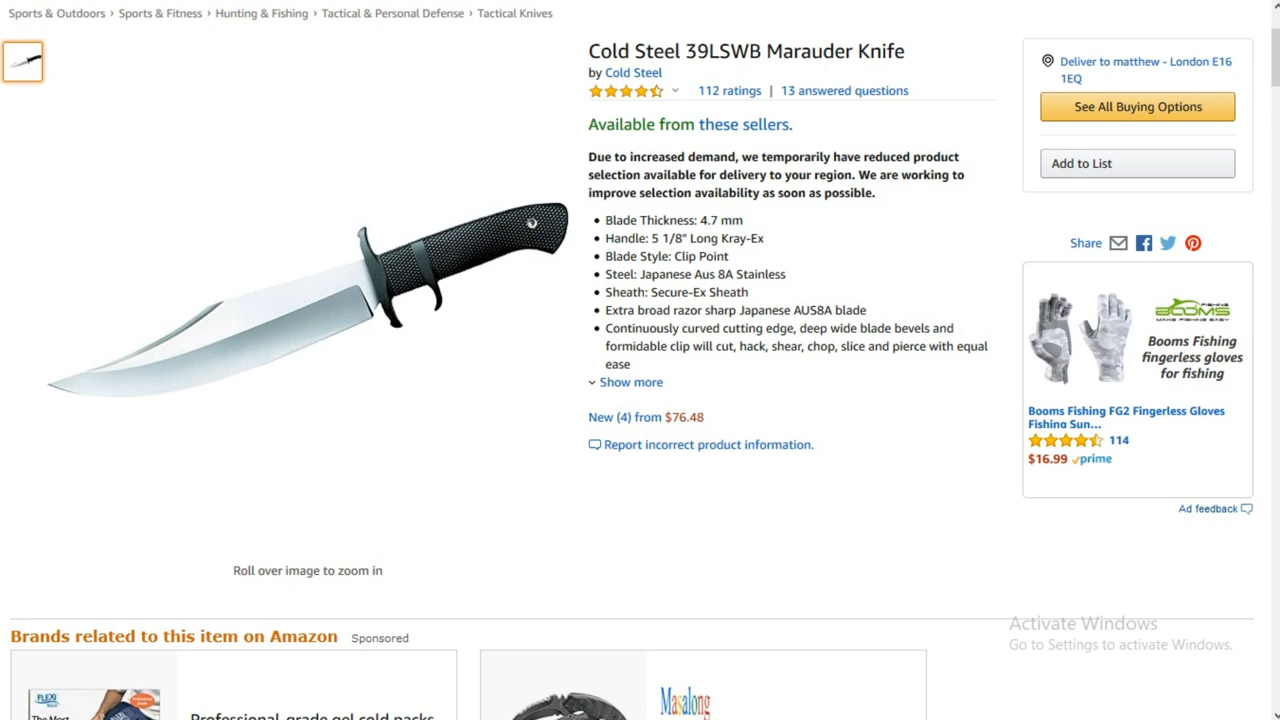 Sports & Outdoors › Sports & Fitness › Hunting & Fishing › Tactical & Personal Defense › Tactical Knives
Cold Steel 39LSWB Marauder Knife
by Cold Steel
112 ratings | 13 answered questions
Available from these sellers.
Due to increased demand, we temporarily have reduced product
selection available for delivery to your region. We are working to
improve selection availability as soon as possible.
• Blade Thickness: 4.7 mm
• Handle: 5 1/8" Long Kray-Ex
• Blade Style: Clip Point
• Steel: Japanese Aus 8A Stainless
• Sheath: Secure-Ex Sheath
• Extra broad razor sharp Japanese AUS8A blade
• Continuously curved cutting edge, deep wide blade bevels and
formidable clip will cut, hack, shear, chop, slice and pierce with equal
ease
Show more
New (4) from $76.48
Report incorrect product information.
Roll over image to zoom in
Deliver to matthew - London E16
1EQ
See All Buying Options
Add to List
Share
FISHING
BOOMS
MAKE FISHING EASY
Booms Fishing
fingerless gloves
for fishing
Booms Fishing FG2 Fingerless Gloves
Fishing Sun...
114
$16.99 prime
Ad feedback
Brands related to this item on Amazon Sponsored
Activate Windows
Go to Settings to activate Windows.
FLEXI
The Most
Professional-grade gel cold packs
Masalong